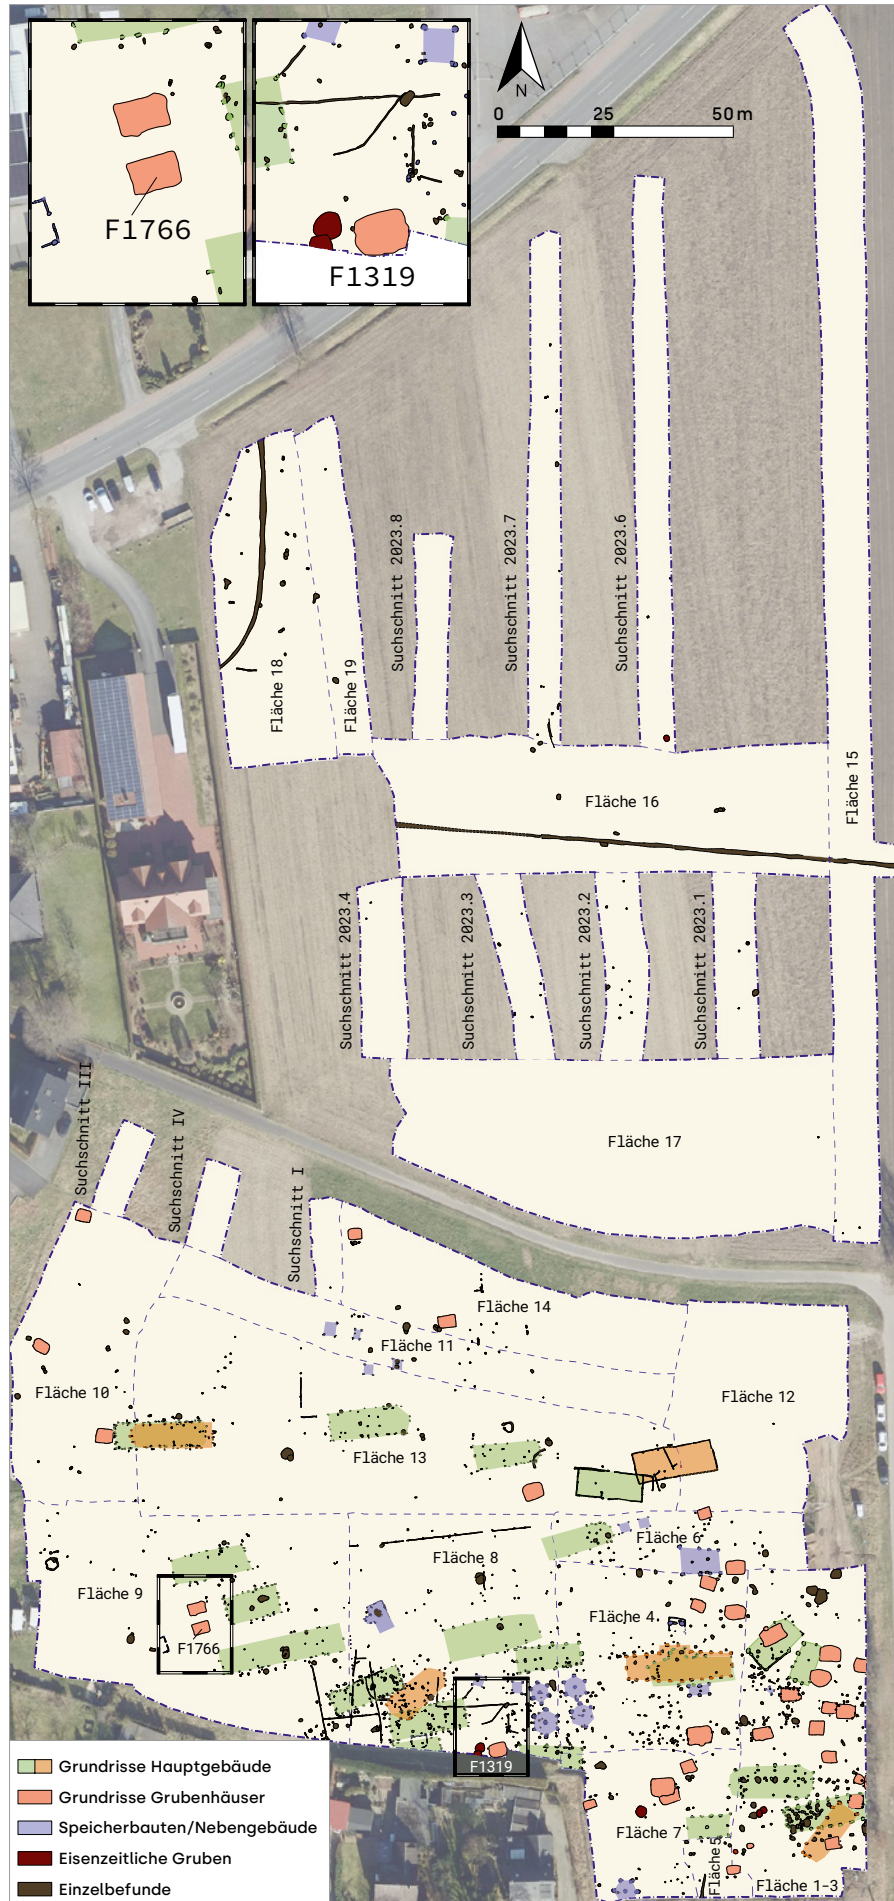 F1766
F1319
N
0 25 50 m
Suchschnitt 2023.8
Suchschnitt 2023.7
Suchschnitt 2023.6
Fläche 18
Fläche 19
Fläche 15
Fläche 16
Suchschnitt 2023.4
Suchschnitt 2023.3
Suchschnitt 2023.2
Suchschnitt 2023.1
Fläche 17
Suchschnitt III
Suchschnitt IV
Suchschnitt I
Fläche 14
Fläche 11
Fläche 10
Fläche 12
Fläche 13
Fläche 6
Fläche 8
Fläche 9
Fläche 4
F1766
F1319
Fläche 7
Fläche 5
Fläche 1-3
Grundrisse Hauptgebäude
Grundrisse Grubenhäuser
Speicherbauten/Nebengebäude
Eisenzeitliche Gruben
Einzelbefunde